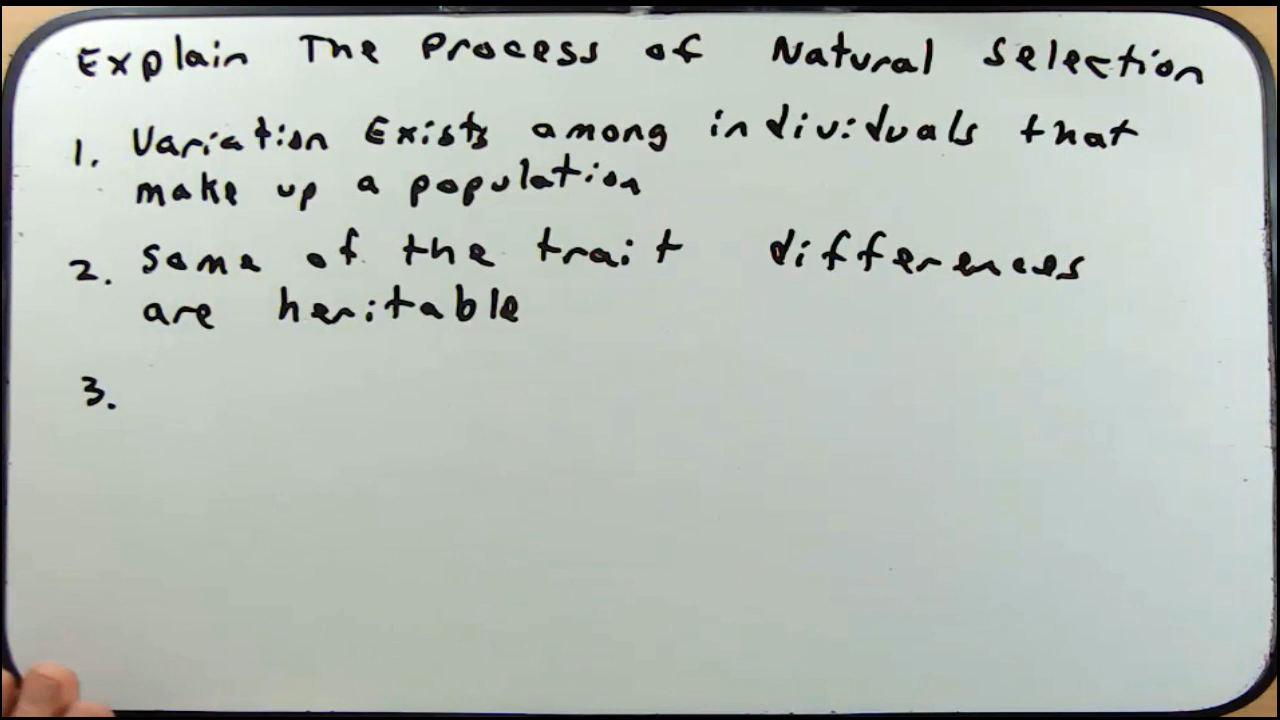 Explain The Process of Natural Selection
1. Variation Exists among individuals that
make up a population
2. Some of the trait differences
are heritable
3.